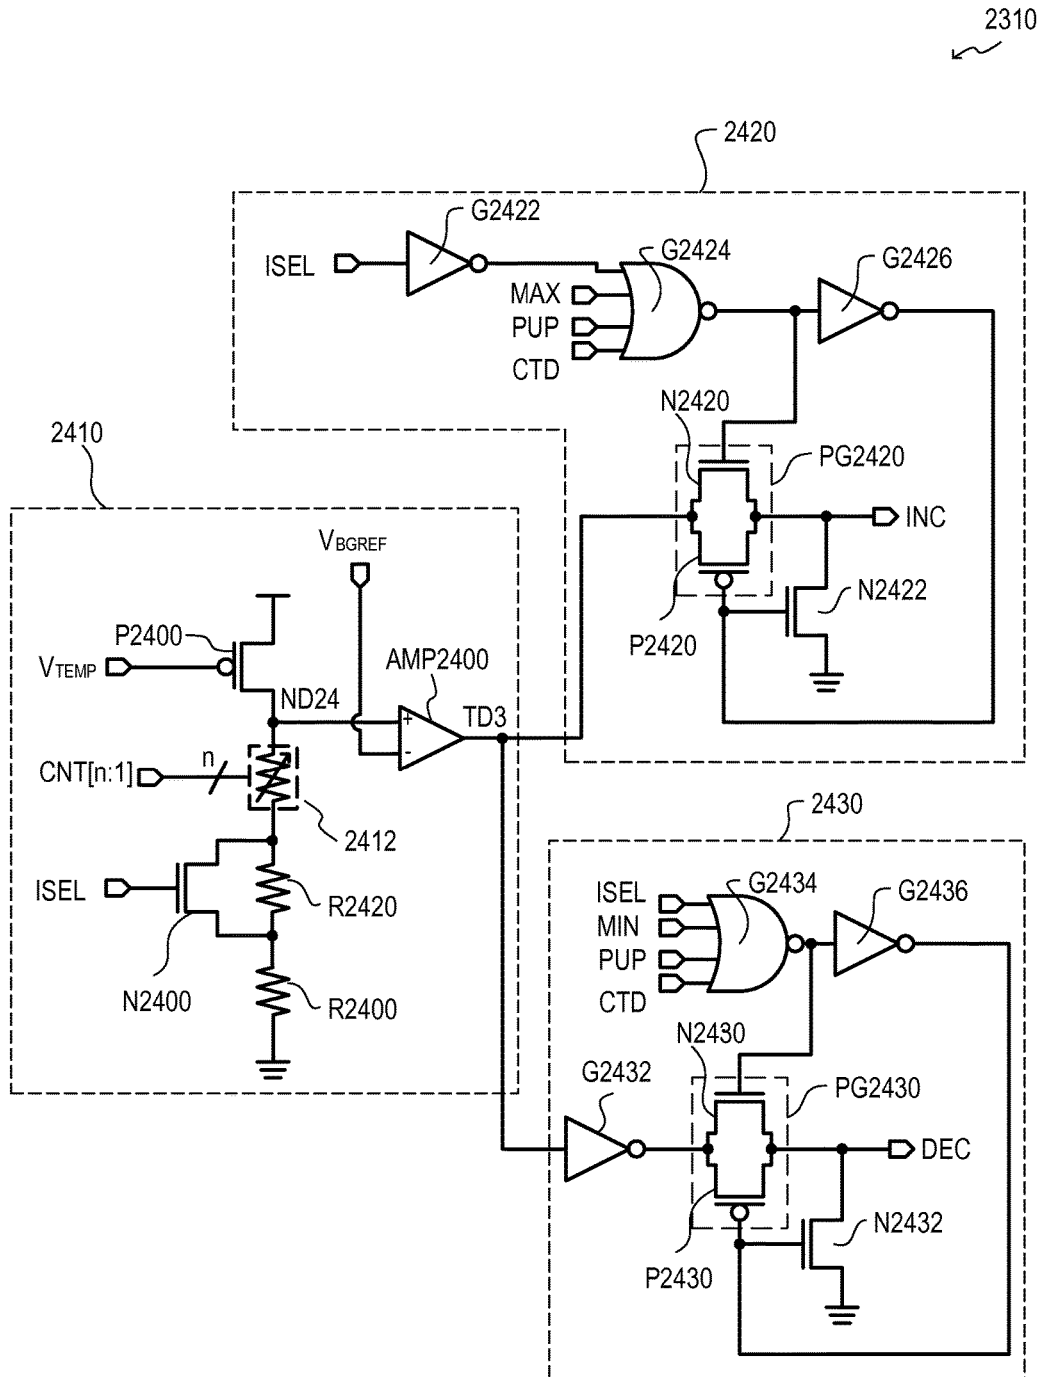 2310
2420
G2422
G2424
G2426
ISEL
MAX
PUP
CTD
N2420
PG2420
INC
N2422
P2420
2410
VBGREF
P2400
AMP2400
VTEMP
ND24
TD3
+
-
n
CNT[n:1]
2412
ISEL
R2420
N2400
R2400
2430
ISEL
G2434
G2436
MIN
PUP
CTD
N2430
G2432
PG2430
DEC
N2432
P2430